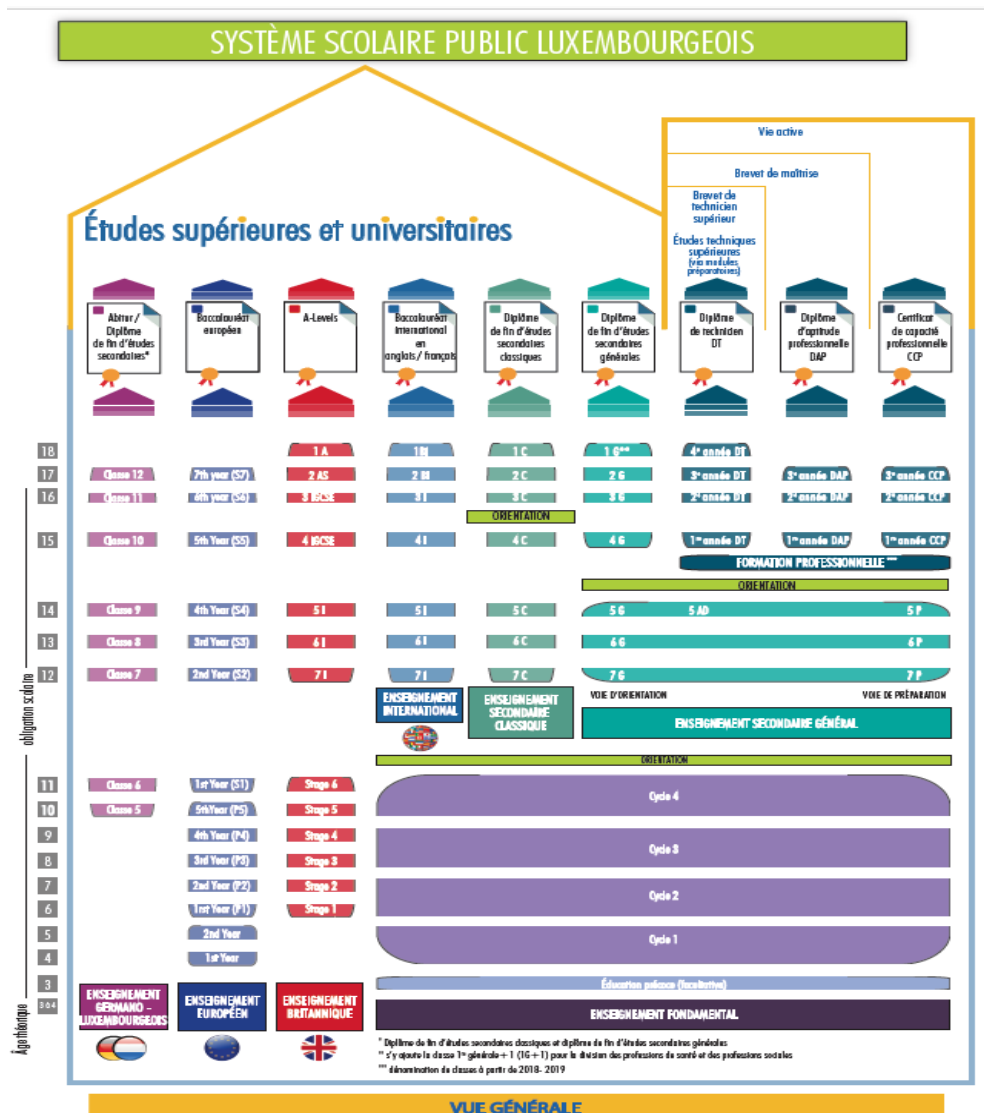 SYSTÈME SCOLAIRE PUBLIC LUXEMBOURGEOIS
Vie active
Brevet de maîtrise
Brevet de
technicien
supérieur
Études techniques
supérieures
(via modules
préparatoires)
Études supérieures et universitaires
Abitur /
Diplôme
de fin d'études
secondaires*
Baccalauréat
européen
A-Levels
Baccalauréat
international
en
anglais / français
Diplôme
de fin d'études
secondaires
classiques
Diplôme
de fin d'études
secondaires
générales
Diplôme
de technicien
DT
Diplôme
d'aptitude
professionnelle
DAP
Certificat
de capacité
professionnelle
CCP
18 1 A 1 BI 1 C 1 G** 4e année DT
17 Classe 12 7th year (S7) 2 AS 2 BI 2 C 2 G 3e année DT 3e année DAP 3e année CCP
16 Classe 11 6th year (S6) 3 IGCSE 3 I 3 C 3 G 2e année DT 2e année DAP 2e année CCP
ORIENTATION
15 Classe 10 5th Year (S5) 4 IGCSE 4 I 4 C 4 G 1re année DT 1re année DAP 1re année CCP
FORMATION PROFESSIONNELLE ***
ORIENTATION
14 Classe 9 4th Year (S4) 5 I 5 I 5 C 5 G 5 AD 5 P
13 Classe 8 3rd Year (S3) 6 I 6 I 6 C 6 G 6 P
12 Classe 7 2nd Year (S2) 7 I 7 I 7 C 7 G 7 P
VOIE D'ORIENTATION VOIE DE PRÉPARATION
ENSEIGNEMENT
INTERNATIONAL
ENSEIGNEMENT
SECONDAIRE
CLASSIQUE
ENSEIGNEMENT SECONDAIRE GÉNÉRAL
obligation scolaire
ORIENTATION
11 Classe 6 1st Year (S1) Stage 6
10 Classe 5 5thYear (P5) Stage 5
Cycle 4
9 4th Year (P4) Stage 4
8 3rd Year (P3) Stage 3
Cycle 3
7 2nd Year (P2) Stage 2
6 1rst Year (P1) Stage 1
Cycle 2
5 2nd Year
4 1st Year
Cycle 1
3 Éducation précoce (facultative)
3 6 4
ENSEIGNEMENT
GERMANO -
LUXEMBOURGEOIS
ENSEIGNEMENT
EUROPÉEN
ENSEIGNEMENT
BRITANNIQUE
ENSEIGNEMENT FONDAMENTAL
Âge théorique
* Diplôme de fin d'études secondaires classiques et diplôme de fin d'études secondaires générales
** s'y ajoute la classe 1re générale + 1 (1G + 1) pour la division des professions de santé et des professions sociales
*** dénomination de classes à partir de 2018- 2019
VUE GÉNÉRALE